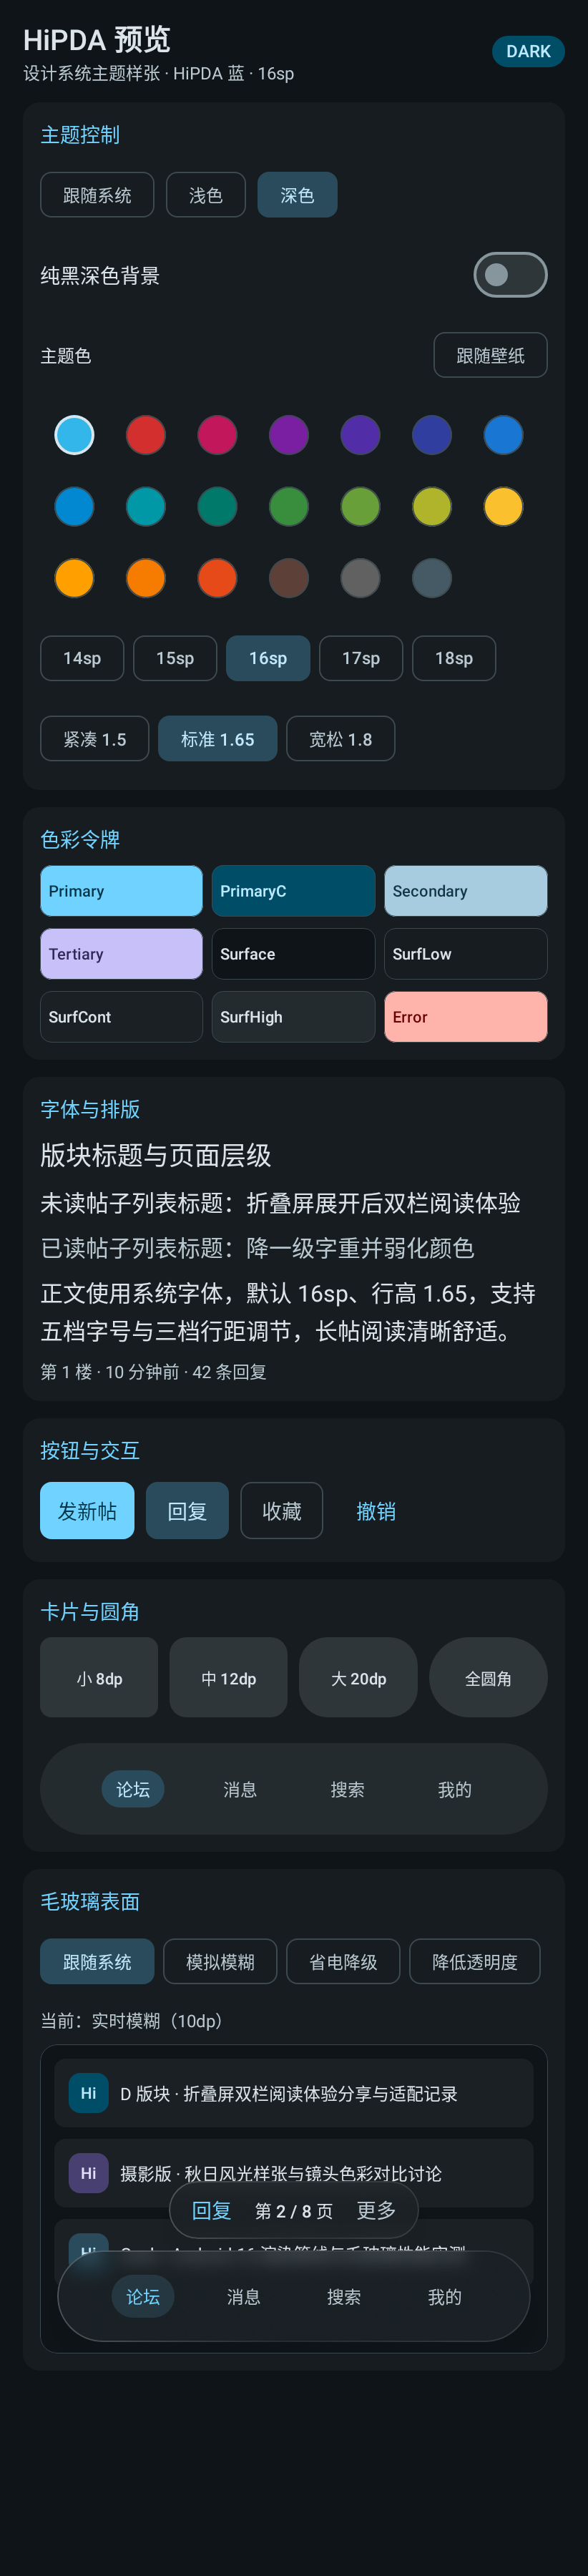 HiPDA 预览
设计系统主题样张 · HiPDA 蓝 · 16sp
DARK
主题控制
跟随系统 浅色 深色
纯黑深色背景
主题色 跟随壁纸
14sp 15sp 16sp 17sp 18sp
紧凑 1.5 标准 1.65 宽松 1.8
色彩令牌
Primary PrimaryC Secondary
Tertiary Surface SurfLow
SurfCont SurfHigh Error
字体与排版
版块标题与页面层级
未读帖子列表标题：折叠屏展开后双栏阅读体验
已读帖子列表标题：降一级字重并弱化颜色
正文使用系统字体，默认 16sp、行高 1.65，支持
五档字号与三档行距调节，长帖阅读清晰舒适。
第 1 楼 · 10 分钟前 · 42 条回复
按钮与交互
发新帖 回复 收藏 撤销
卡片与圆角
小 8dp 中 12dp 大 20dp 全圆角
论坛 消息 搜索 我的
毛玻璃表面
跟随系统 模拟模糊 省电降级 降低透明度
当前：实时模糊（10dp）
Hi D 版块 · 折叠屏双栏阅读体验分享与适配记录
Hi 摄影版 · 秋日风光样张与镜头色彩对比讨论
回复 第 2 / 8 页 更多
论坛 消息 搜索 我的